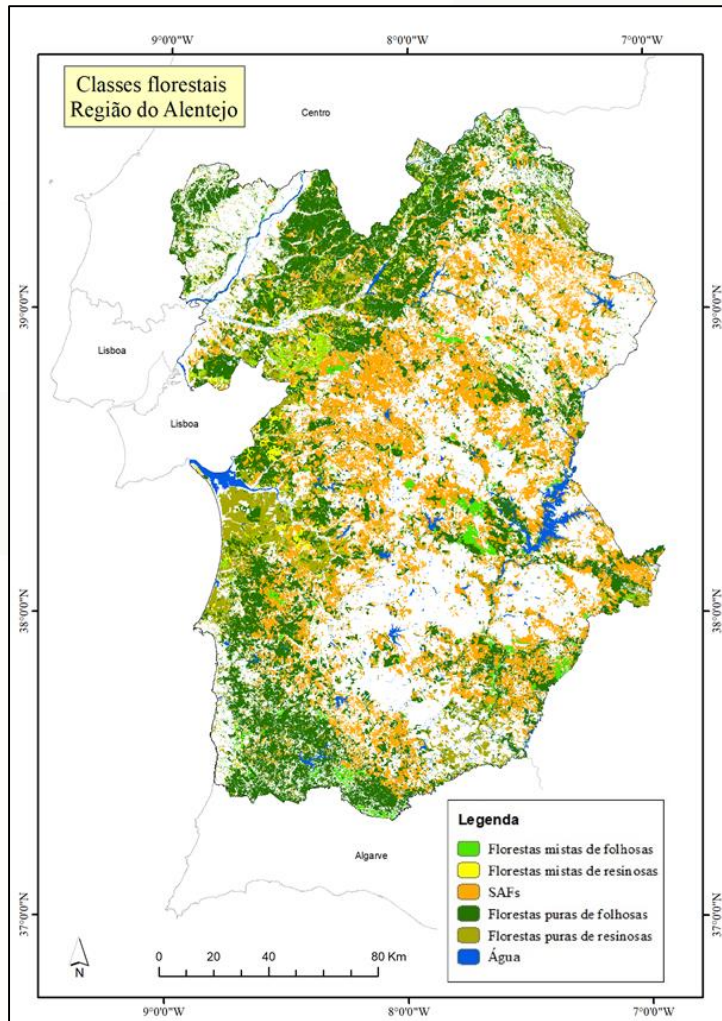 9°0'0"W 8°0'0"W 7°0'0"W
Classes florestais
Região do Alentejo
Centro
39°0'0"N 39°0'0"N
Lisboa
Lisboa
38°0'0"N 38°0'0"N
Legenda
Florestas mistas de folhosas
Florestas mistas de resinosas
SAFs
Florestas puras de folhosas
Florestas puras de resinosas
Água
Algarve
37°0'0"N 37°0'0"N
N
0 20 40 80 Km
9°0'0"W 8°0'0"W 7°0'0"W